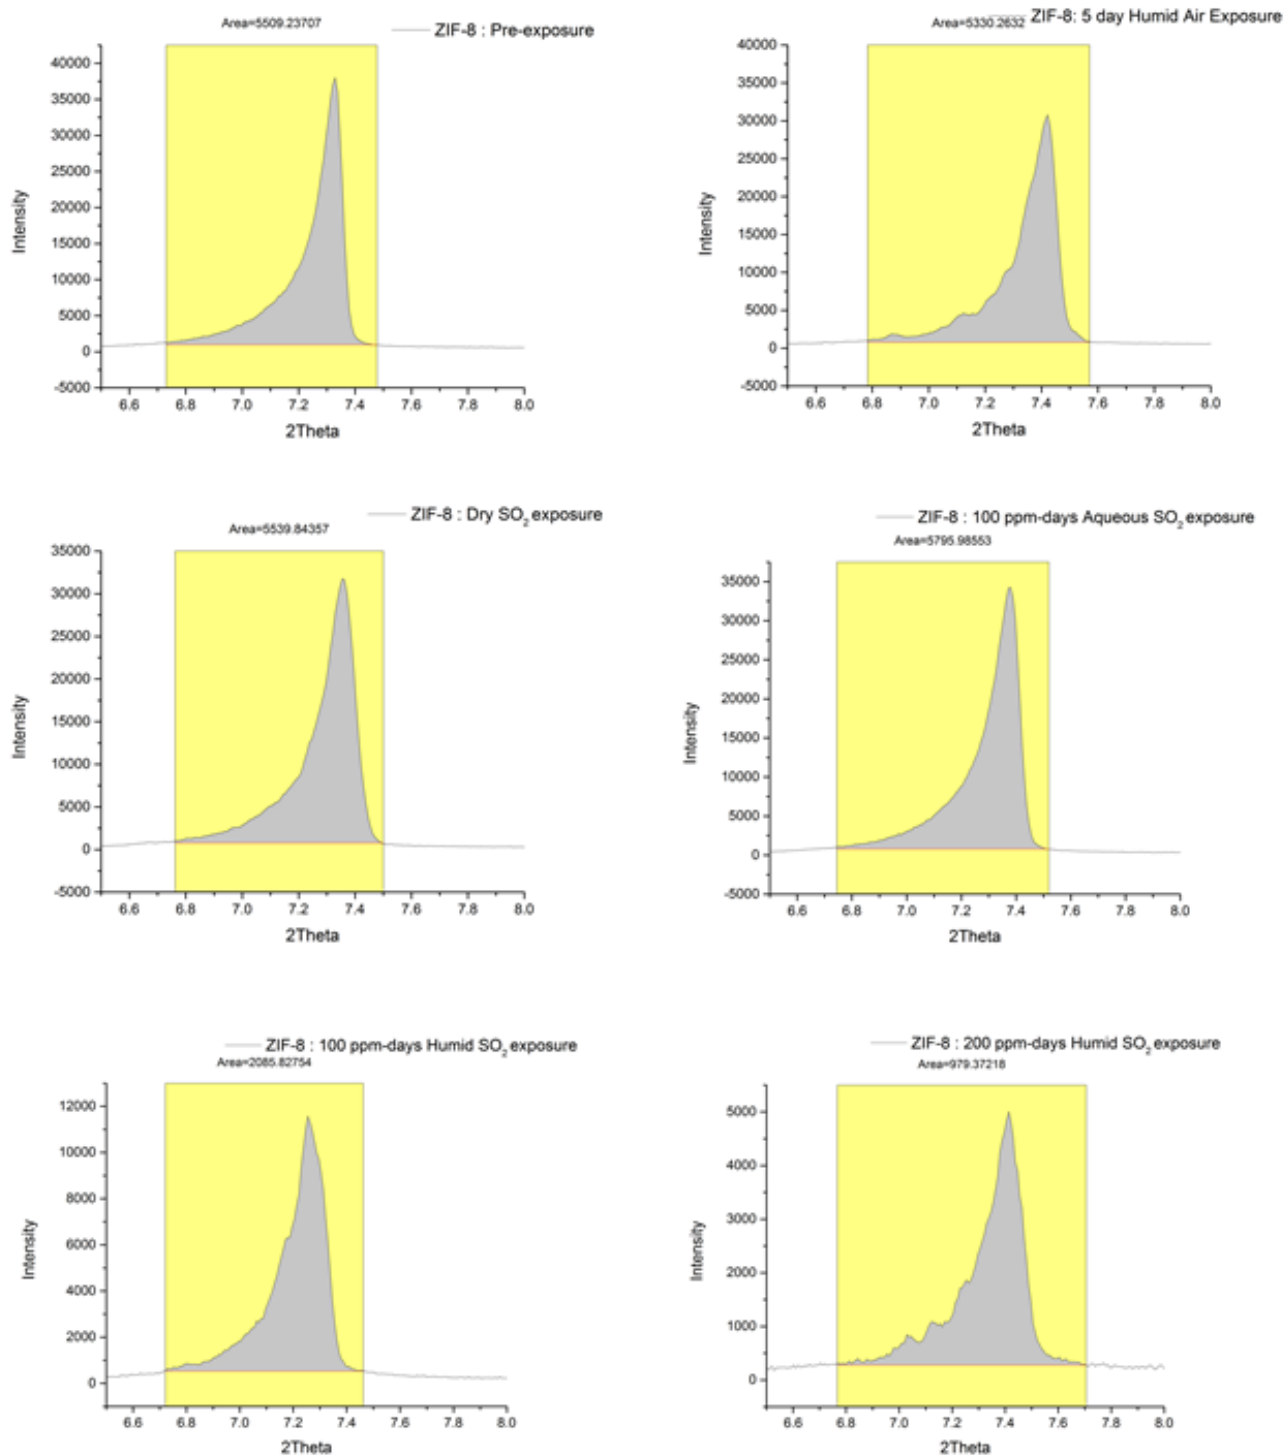 Area=5509.23707
ZIF-8 : Pre-exposure
40000
35000
30000
25000
20000
15000
10000
5000
0
-5000
Intensity
6.6 6.8 7.0 7.2 7.4 7.6 7.8 8.0
2Theta
ZIF-8: 5 day Humid Air Exposure
Area=5330.2632
40000
35000
30000
25000
20000
15000
10000
5000
0
-5000
Intensity
6.6 6.8 7.0 7.2 7.4 7.6 7.8 8.0
2Theta
ZIF-8 : Dry SO₂ exposure
Area=5539.84357
35000
30000
25000
20000
15000
10000
5000
0
-5000
Intensity
6.6 6.8 7.0 7.2 7.4 7.6 7.8 8.0
2Theta
ZIF-8 : 100 ppm-days Aqueous SO₂ exposure
Area=5795.98553
35000
30000
25000
20000
15000
10000
5000
0
-5000
Intensity
6.6 6.8 7.0 7.2 7.4 7.6 7.8 8.0
2Theta
ZIF-8 : 100 ppm-days Humid SO₂ exposure
Area=2085.82754
12000
10000
8000
6000
4000
2000
0
Intensity
6.6 6.8 7.0 7.2 7.4 7.6 7.8 8.0
2Theta
ZIF-8 : 200 ppm-days Humid SO₂ exposure
Area=979.37218
5000
4000
3000
2000
1000
0
Intensity
6.6 6.8 7.0 7.2 7.4 7.6 7.8 8.0
2Theta